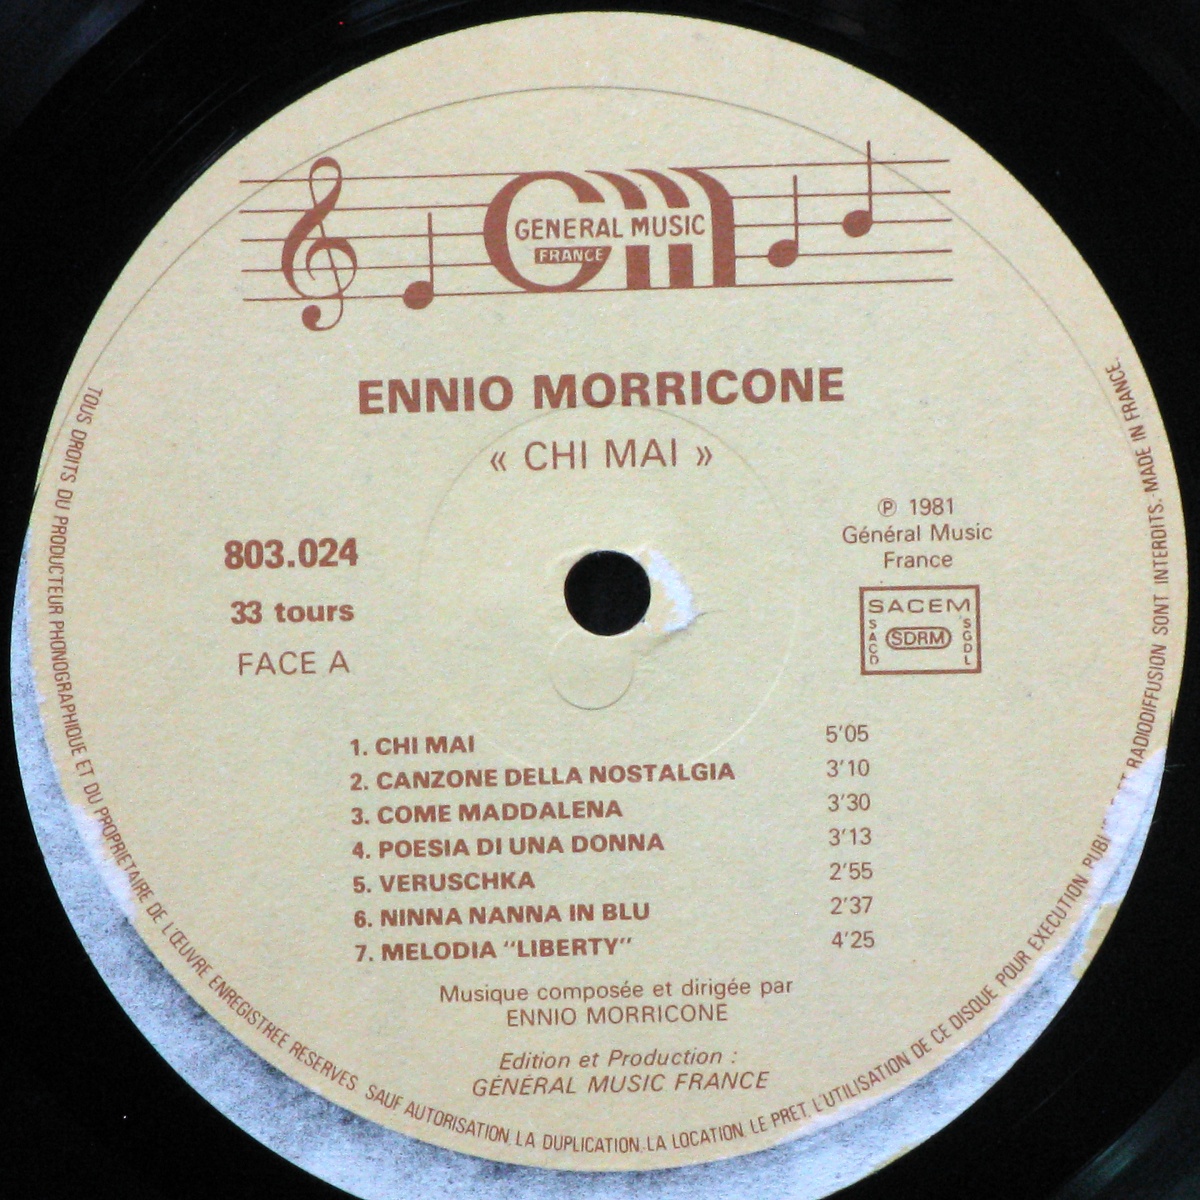 GENERAL MUSIC
FRANCE
ENNIO MORRICONE
« CHI MAI »
803.024
33 tours
FACE A
℗ 1981
Général Music
France
SACEM
SACD
SDRM
SGDL
1. CHI MAI 5'05
2. CANZONE DELLA NOSTALGIA 3'10
3. COME MADDALENA 3'30
4. POESIA DI UNA DONNA 3'13
5. VERUSCHKA 2'55
6. NINNA NANNA IN BLU 2'37
7. MELODIA "LIBERTY" 4'25
Musique composée et dirigée par
ENNIO MORRICONE
Edition et Production :
GÉNÉRAL MUSIC FRANCE
TOUS DROITS DU PRODUCTEUR PHONOGRAPHIQUE ET DU PROPRIETAIRE DE L'ŒUVRE ENREGISTREE RESERVES. SAUF AUTORISATION LA DUPLICATION. LA LOCATION. LE PRET. L'UTILISATION DE CE DISQUE POUR EXECUTION RADIODIFFUSION SONT INTERDITS. MADE IN FRANCE.